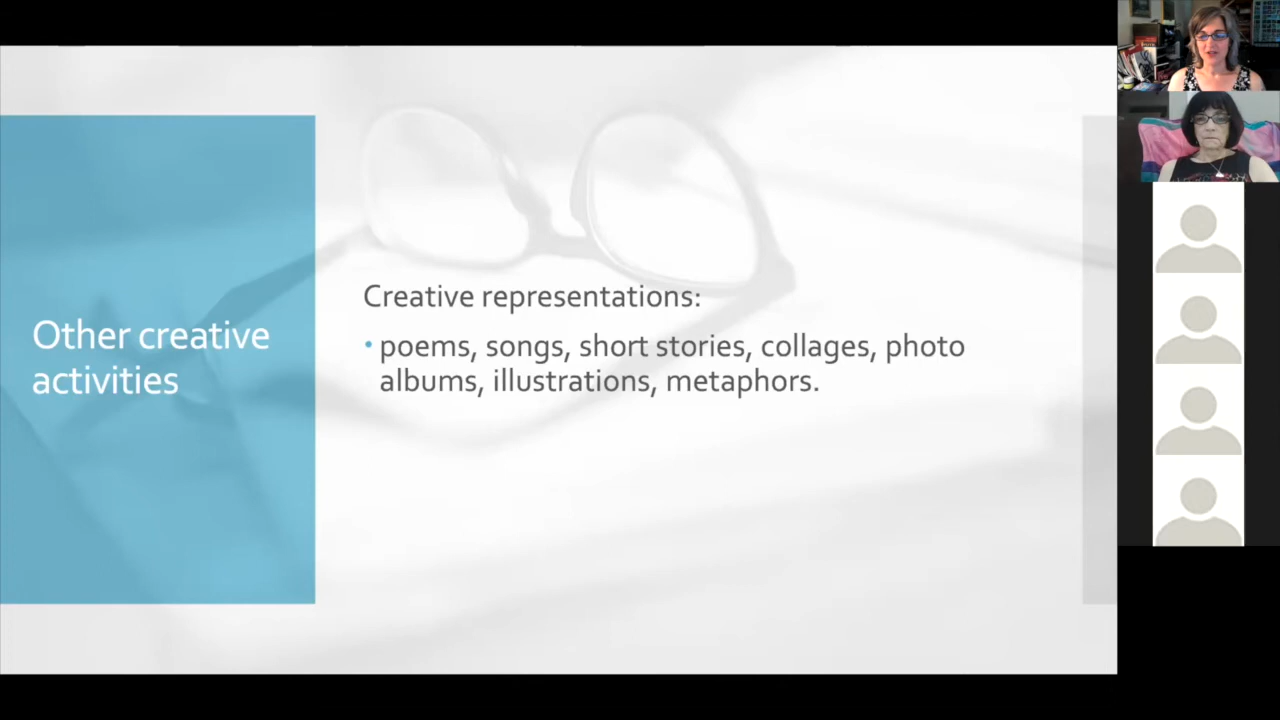 Other creative
activities
Creative representations:
• poems, songs, short stories, collages, photo
albums, illustrations, metaphors.